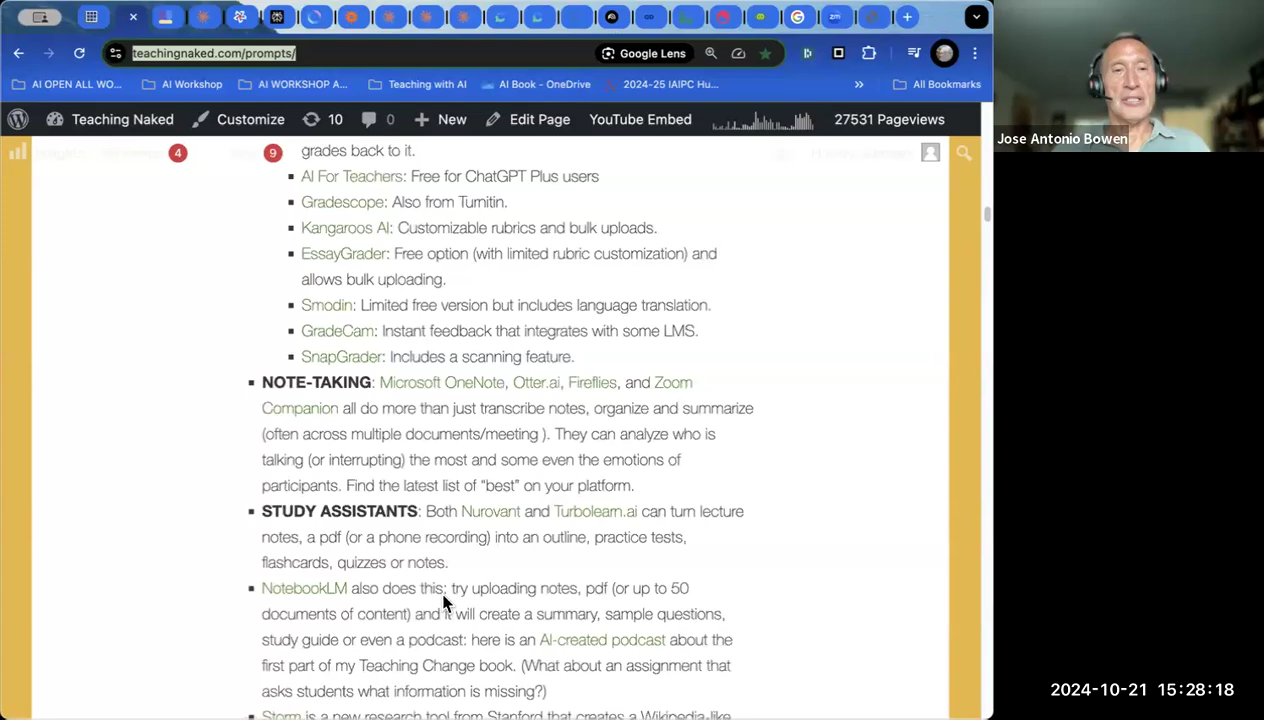 teachingnaked.com/prompts/
Google Lens
AI OPEN ALL WO...
AI Workshop
AI WORKSHOP A...
Teaching with AI
AI Book - OneDrive
2024-25 IAIPC Hu...
»
All Bookmarks
Teaching Naked
Customize
10
0
New
Edit Page
YouTube Embed
27531 Pageviews
4
9
grades back to it.
AI For Teachers: Free for ChatGPT Plus users
Gradescope: Also from Turnitin.
Kangaroos AI: Customizable rubrics and bulk uploads.
EssayGrader: Free option (with limited rubric customization) and
allows bulk uploading.
Smodin: Limited free version but includes language translation.
GradeCam: Instant feedback that integrates with some LMS.
SnapGrader: Includes a scanning feature.
NOTE-TAKING: Microsoft OneNote, Otter.ai, Fireflies, and Zoom
Companion all do more than just transcribe notes, organize and summarize
(often across multiple documents/meeting ). They can analyze who is
talking (or interrupting) the most and some even the emotions of
participants. Find the latest list of “best” on your platform.
STUDY ASSISTANTS: Both Nurovant and Turbolearn.ai can turn lecture
notes, a pdf (or a phone recording) into an outline, practice tests,
flashcards, quizzes or notes.
NotebookLM also does this: try uploading notes, pdf (or up to 50
documents of content) and it will create a summary, sample questions,
study guide or even a podcast: here is an AI-created podcast about the
first part of my Teaching Change book. (What about an assignment that
asks students what information is missing?)
Storm is a new research tool from Stanford that creates a Wikipedia-like
Jose Antonio Bowen
2024-10-21 15:28:18